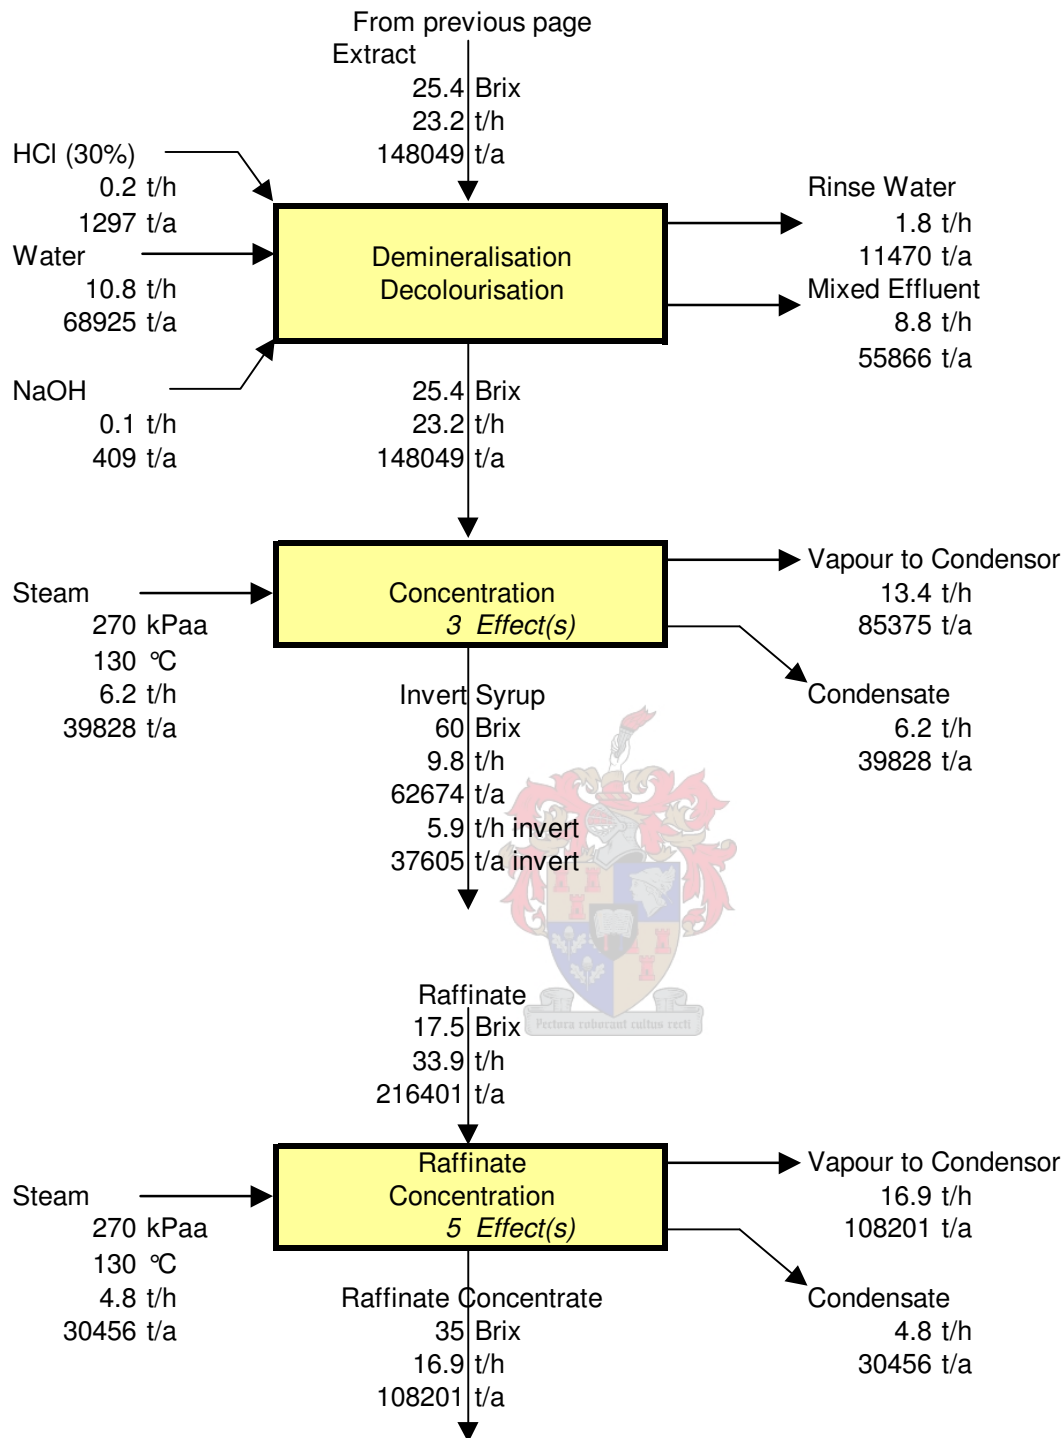 From previous page
Extract
25.4 Brix
23.2 t/h
148049 t/a
HCl (30%)
0.2 t/h
1297 t/a
Water
10.8 t/h
68925 t/a
NaOH
0.1 t/h
409 t/a
Demineralisation
Decolourisation
Rinse Water
1.8 t/h
11470 t/a
Mixed Effluent
8.8 t/h
55866 t/a
25.4 Brix
23.2 t/h
148049 t/a
Steam
270 kPaa
130 °C
6.2 t/h
39828 t/a
Concentration
3 Effect(s)
Vapour to Condensor
13.4 t/h
85375 t/a
Condensate
6.2 t/h
39828 t/a
Invert Syrup
60 Brix
9.8 t/h
62674 t/a
5.9 t/h invert
37605 t/a invert
Pectora roborant cultus recti
Raffinate
17.5 Brix
33.9 t/h
216401 t/a
Steam
270 kPaa
130 °C
4.8 t/h
30456 t/a
Raffinate
Concentration
5 Effect(s)
Vapour to Condensor
16.9 t/h
108201 t/a
Condensate
4.8 t/h
30456 t/a
Raffinate Concentrate
35 Brix
16.9 t/h
108201 t/a